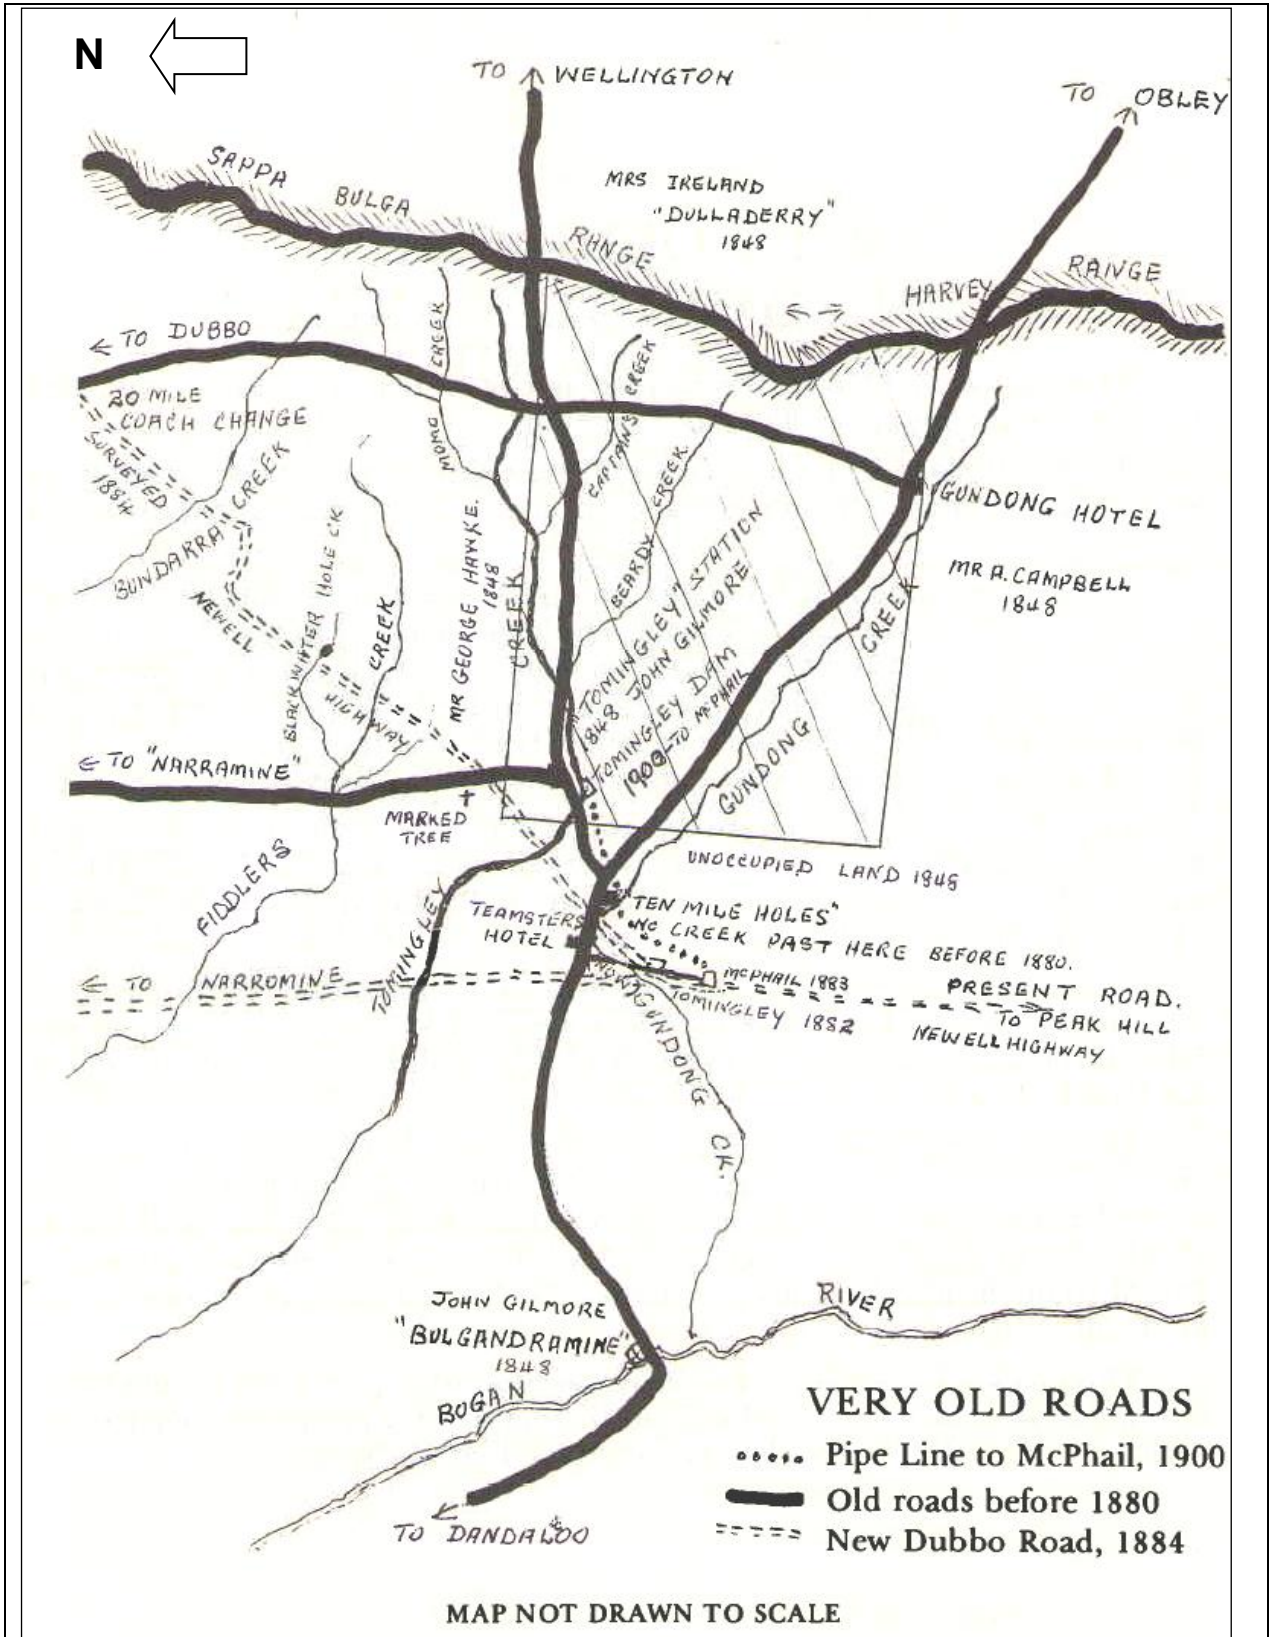 N
TO WELLINGTON
TO OBLEY
SAPPA BULGA RANGE
MRS IRELAND
"DULLADERRY"
1848
HARVEY RANGE
TO DUBBO
20 MILE
COACH CHANGE
SURVEYED
1884
BUNDARRA CREEK
MOMO CREEK
CAPTAINS CREEK
BEARDY CREEK
BLACKWATER HOLE CK
CREEK
MR GEORGE HAWKE.
1848
CREEK
NEWELL
HIGHWAY
GUNDONG HOTEL
MR A. CAMPBELL
1848
"TOMINGLEY" STATION
1848 JOHN GILMORE
TOMINGLEY DAM
1900-TO MCPHAIL
GUNDONG CREEK
TO "NARRAMINE"
MARKED
TREE
FIDDLERS
TOMINGLEY
UNOCCUPIED LAND 1848
TEAMSTERS
HOTEL
"TEN MILE HOLES"
NO CREEK PAST HERE BEFORE 1880.
TO NARROMINE
MCPHAIL 1883
TOMINGLEY 1882
PRESENT ROAD.
TO PEAK HILL
NEWELL HIGHWAY
NOW GUNDONG CK.
JOHN GILMORE
"BULGANDRAMINE"
1848
BOGAN RIVER
TO DANDALOO
VERY OLD ROADS
Pipe Line to McPhail, 1900
Old roads before 1880
New Dubbo Road, 1884
MAP NOT DRAWN TO SCALE